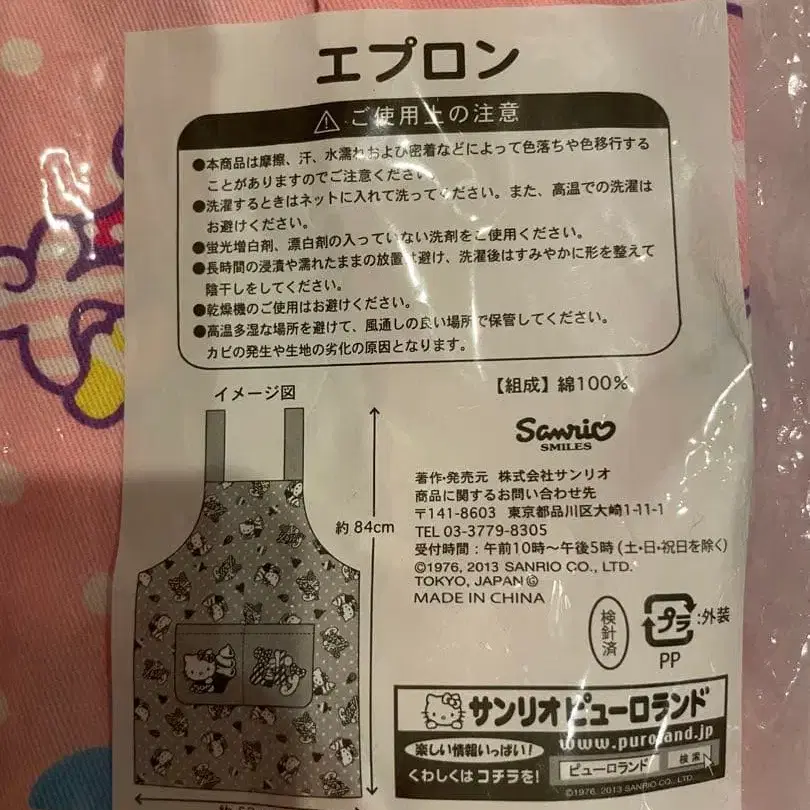 エプロン
⚠ご使用上の注意
●本商品は摩擦、汗、水濡れおよび密着などによって色落ちや色移行する
ことがありますのでご注意ください。
●洗濯するときはネットに入れて洗ってください。また、高温での洗濯は
お避けください。
●蛍光増白剤、漂白剤の入っていない洗剤をご使用ください。
●長時間の浸漬や濡れたままの放置は避け、洗濯後はすみやかに形を整えて
陰干しをしてください。
●乾燥機のご使用はお避けください。
●高温多湿な場所を避けて、風通しの良い場所で保管してください。
カビの発生や生地の劣化の原因となります。
イメージ図
約84cm
【組成】綿100%
Sanrio
SMILES
著作・発売元 株式会社サンリオ
商品に関するお問い合わせ先
〒141-8603 東京都品川区大崎1-11-1
TEL 03-3779-8305
受付時間：午前10時～午後5時(土・日・祝日を除く)
©1976, 2013 SANRIO CO., LTD.
TOKYO, JAPAN Ⓖ
MADE IN CHINA
検針済
プラ:外装
PP
サンリオピューロランド
楽しい情報いっぱい!
www.puroland.jp
くわしくはコチラを!
ピューロランド 検索
©1976, 2013 SANRIO CO., LTD.